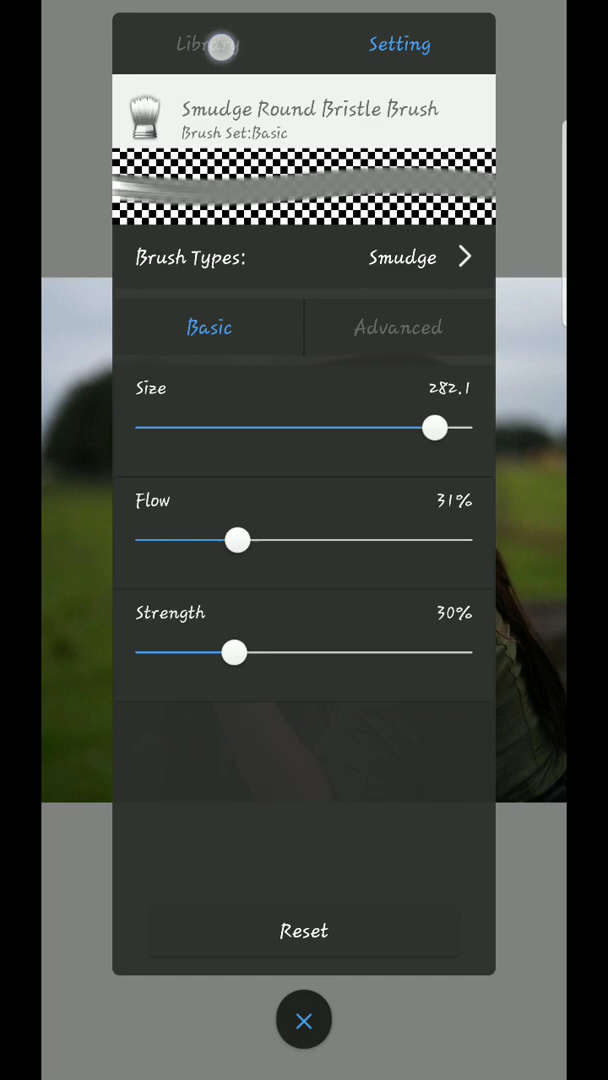 Library
Setting
Smudge Round Bristle Brush
Brush Set:Basic
Brush Types:
Smudge
Basic
Advanced
Size
282.1
Flow
31%
Strength
30%
Reset